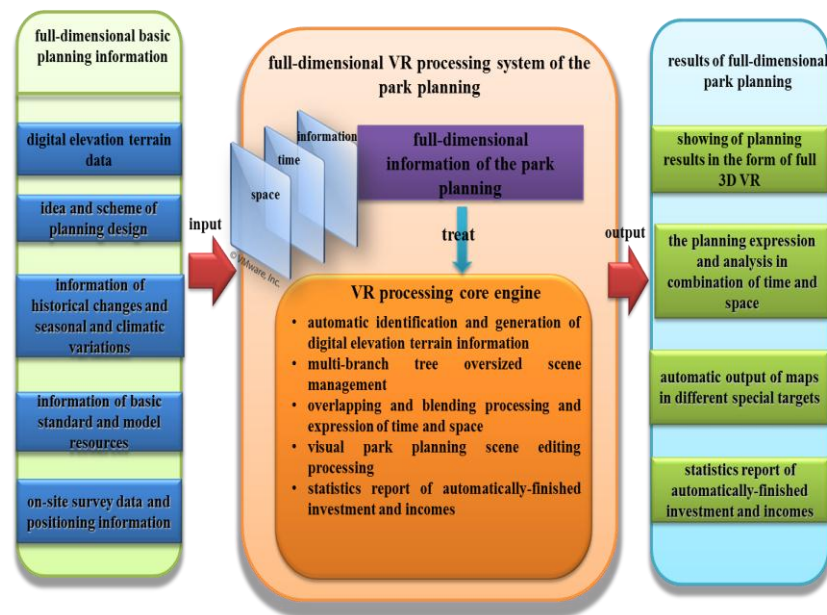 full-dimensional basic
planning information
digital elevation terrain
data
idea and scheme of
planning design
information of
historical changes and
seasonal and climatic
variations
information of basic
standard and model
resources
on-site survey data and
positioning information
input
full-dimensional VR processing system of the
park planning
information
time
space
© VMware, Inc.
full-dimensional
information of the park
planning
treat
VR processing core engine
• automatic identification and generation of
digital elevation terrain information
• multi-branch tree oversized scene
management
• overlapping and blending processing and
expression of time and space
• visual park planning scene editing
processing
• statistics report of automatically-finished
investment and incomes
output
results of full-dimensional
park planning
showing of planning
results in the form of full
3D VR
the planning expression
and analysis in
combination of time and
space
automatic output of maps
in different special targets
statistics report of
automatically-finished
investment and incomes